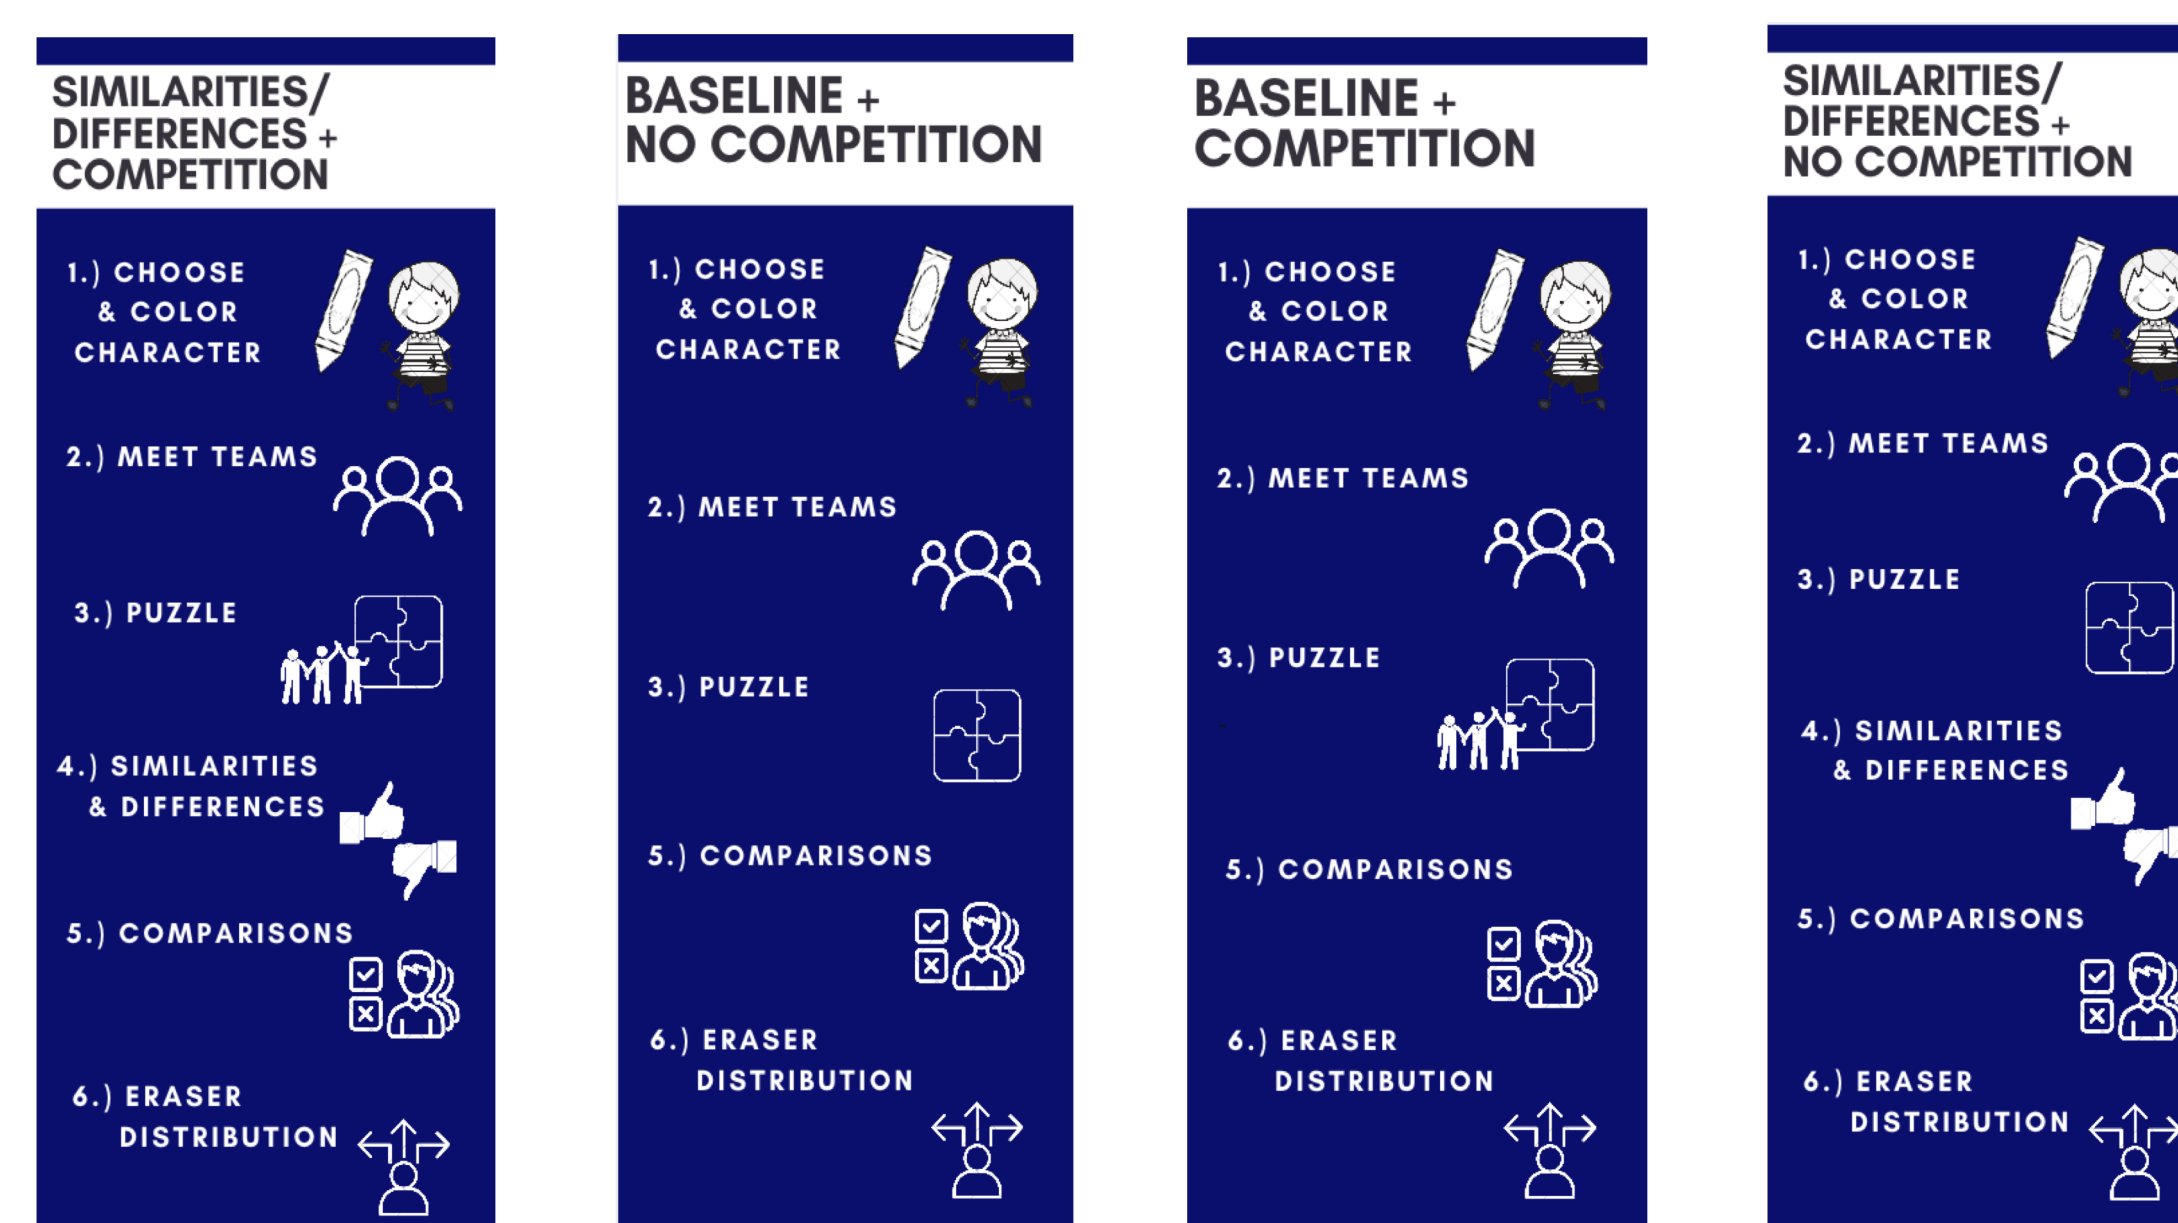 SIMILARITIES/
DIFFERENCES +
COMPETITION
1.) CHOOSE
& COLOR
CHARACTER
2.) MEET TEAMS
3.) PUZZLE
4.) SIMILARITIES
& DIFFERENCES
5.) COMPARISONS
6.) ERASER
DISTRIBUTION
BASELINE +
NO COMPETITION
1.) CHOOSE
& COLOR
CHARACTER
2.) MEET TEAMS
3.) PUZZLE
5.) COMPARISONS
6.) ERASER
DISTRIBUTION
BASELINE +
COMPETITION
1.) CHOOSE
& COLOR
CHARACTER
2.) MEET TEAMS
3.) PUZZLE
5.) COMPARISONS
6.) ERASER
DISTRIBUTION
SIMILARITIES/
DIFFERENCES +
NO COMPETITION
1.) CHOOSE
& COLOR
CHARACTER
2.) MEET TEAMS
3.) PUZZLE
4.) SIMILARITIES
& DIFFERENCES
5.) COMPARISONS
6.) ERASER
DISTRIBUTION